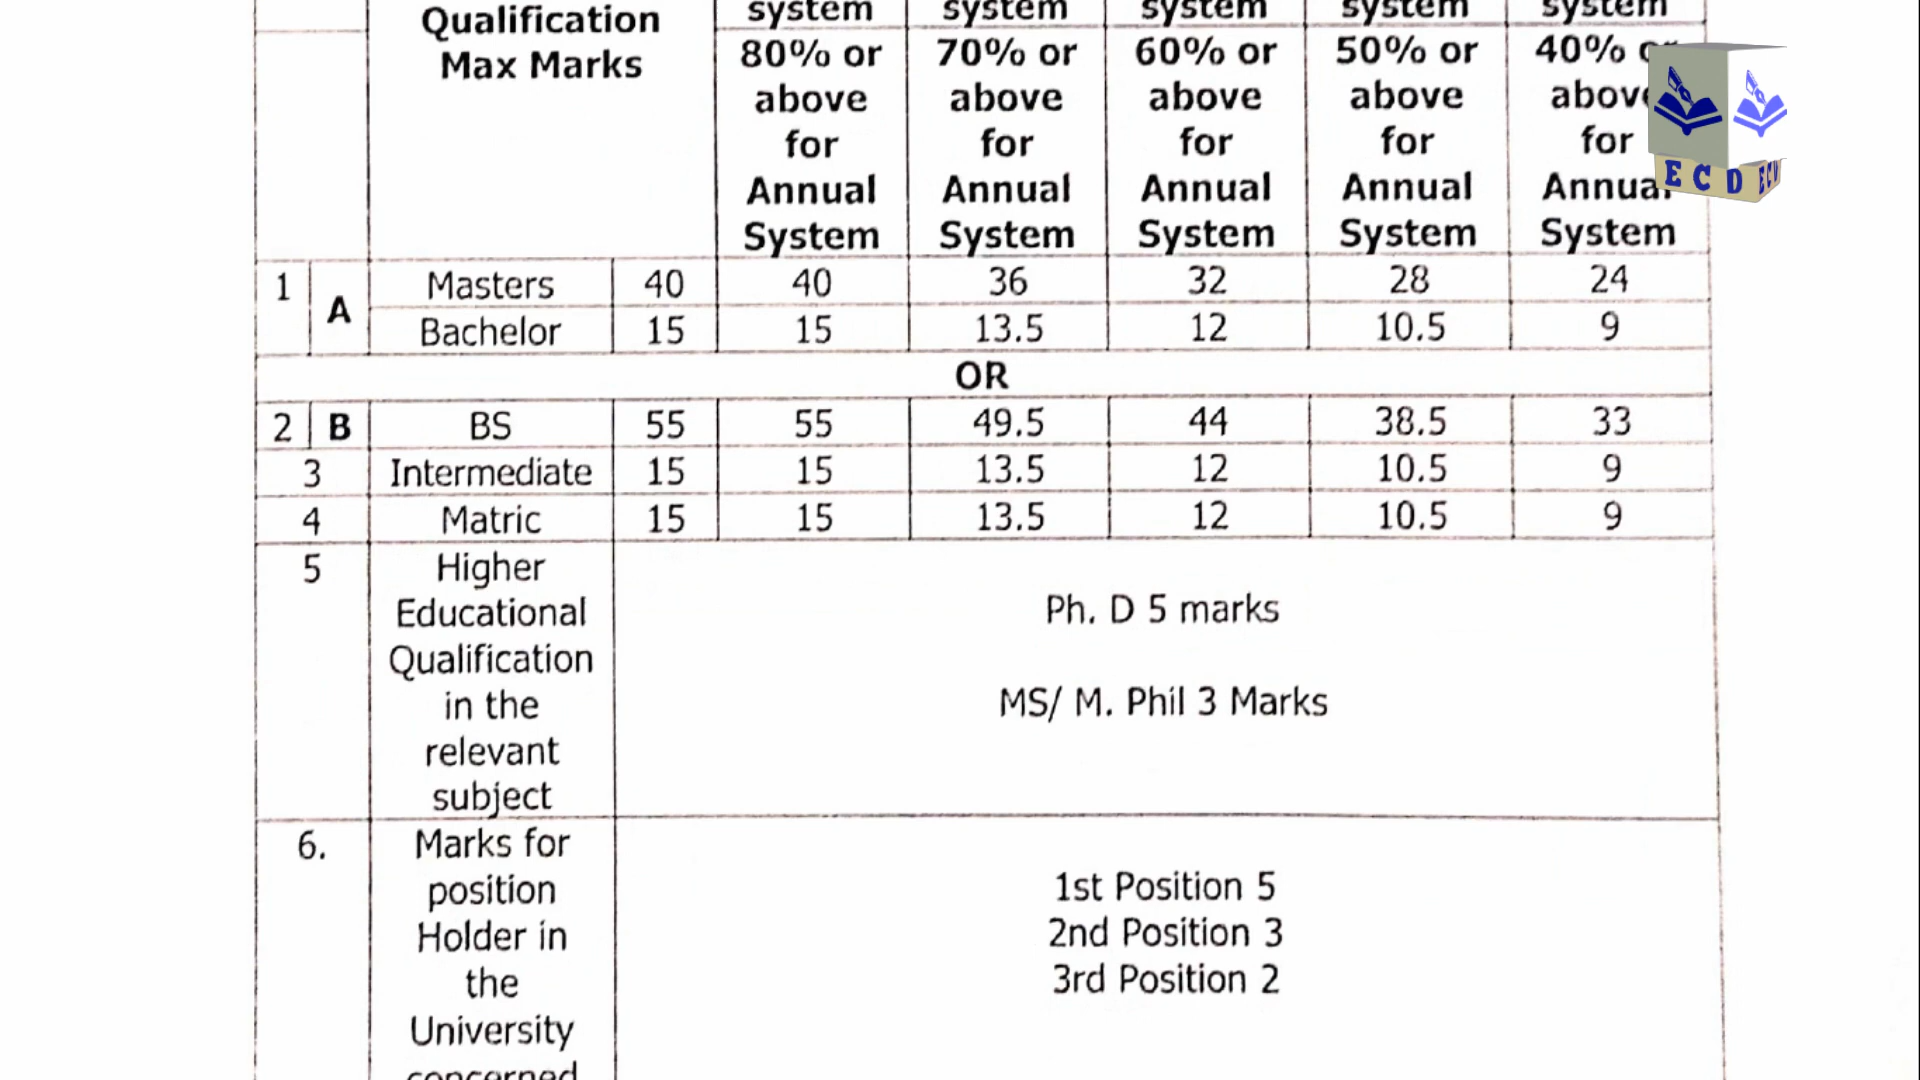 Qualification
Max Marks
system system system system system
80% or above for Annual System
70% or above for Annual System
60% or above for Annual System
50% or above for Annual System
40% or above for Annual System
1 A Masters 40 40 36 32 28 24
Bachelor 15 15 13.5 12 10.5 9
OR
2 B BS 55 55 49.5 44 38.5 33
3 Intermediate 15 15 13.5 12 10.5 9
4 Matric 15 15 13.5 12 10.5 9
5 Higher
Educational
Qualification
in the
relevant
subject
Ph. D 5 marks
MS/ M. Phil 3 Marks
6. Marks for
position
Holder in
the
University
concerned
1st Position 5
2nd Position 3
3rd Position 2
E C D
ECD